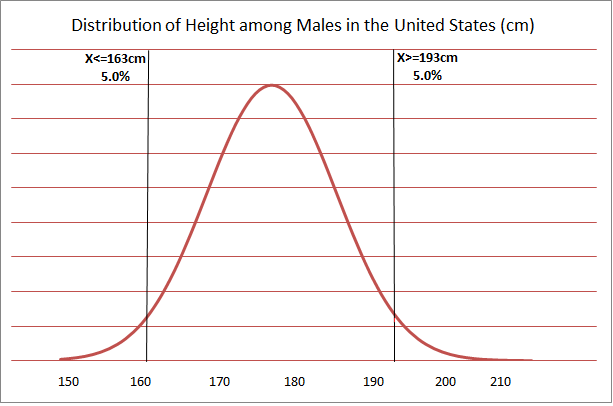 Distribution of Height among Males in the United States (cm)
X<=163cm
5.0%
X>=193cm
5.0%
150 160 170 180 190 200 210